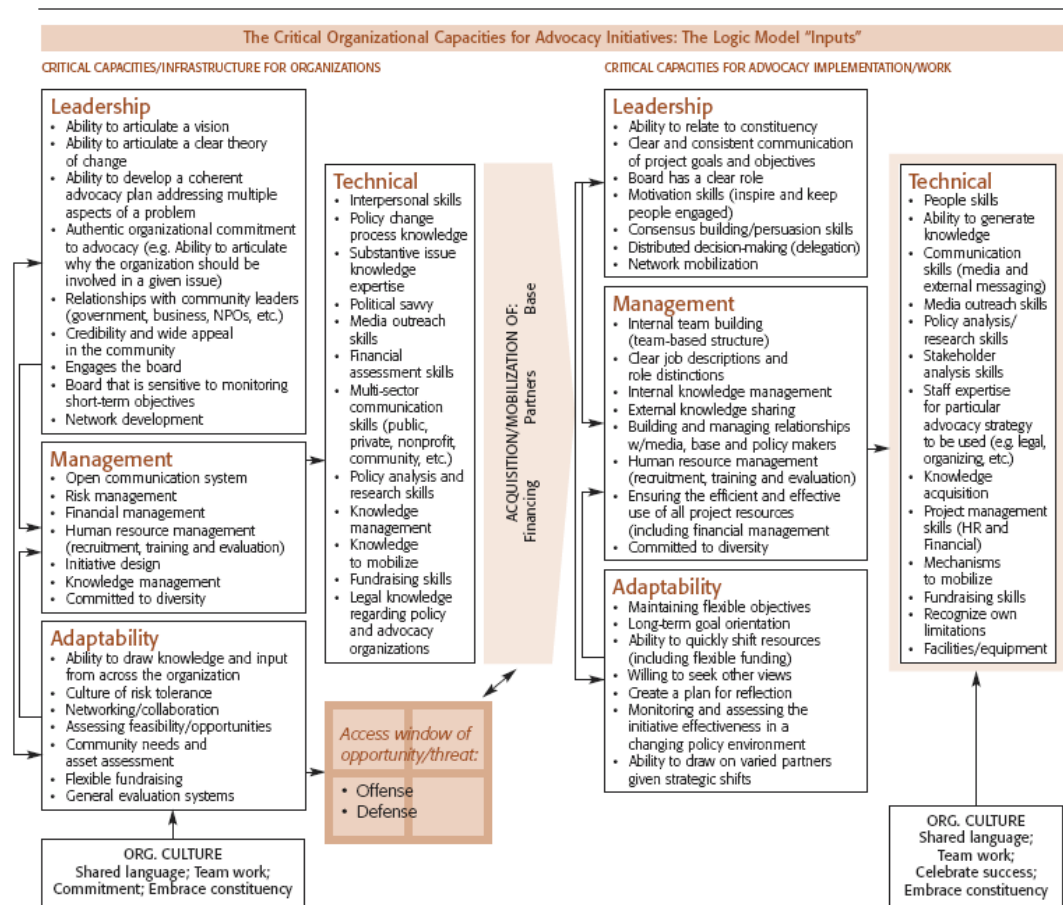 The Critical Organizational Capacities for Advocacy Initiatives: The Logic Model “Inputs”
CRITICAL CAPACITIES/INFRASTRUCTURE FOR ORGANIZATIONS
Leadership
• Ability to articulate a vision
• Ability to articulate a clear theory
of change
• Ability to develop a coherent
advocacy plan addressing multiple
aspects of a problem
• Authentic organizational commitment
to advocacy (e.g. Ability to articulate
why the organization should be
involved in a given issue)
• Relationships with community leaders
(government, business, NPOs, etc.)
• Credibility and wide appeal
in the community
• Engages the board
• Board that is sensitive to monitoring
short-term objectives
• Network development
Management
• Open communication system
• Risk management
• Financial management
• Human resource management
(recruitment, training and evaluation)
• Initiative design
• Knowledge management
• Committed to diversity
Adaptability
• Ability to draw knowledge and input
from across the organization
• Culture of risk tolerance
• Networking/collaboration
• Assessing feasibility/opportunities
• Community needs and
asset assessment
• Flexible fundraising
• General evaluation systems
ORG. CULTURE
Shared language; Team work;
Commitment; Embrace constituency
Technical
• Interpersonal skills
• Policy change
process knowledge
• Substantive issue
knowledge
expertise
• Political savvy
• Media outreach
skills
• Financial
assessment skills
• Multi-sector
communication
skills (public,
private, nonprofit,
community, etc.)
• Policy analysis and
research skills
• Knowledge
management
• Knowledge
to mobilize
• Fundraising skills
• Legal knowledge
regarding policy
and advocacy
organizations
Access window of
opportunity/threat:
• Offense
• Defense
ACQUISITION/MOBILIZATION OF:
Financing Partners Base
CRITICAL CAPACITIES FOR ADVOCACY IMPLEMENTATION/WORK
Leadership
• Ability to relate to constituency
• Clear and consistent communication
of project goals and objectives
• Board has a clear role
• Motivation skills (inspire and keep
people engaged)
• Consensus building/persuasion skills
• Distributed decision-making (delegation)
• Network mobilization
Management
• Internal team building
(team-based structure)
• Clear job descriptions and
role distinctions
• Internal knowledge management
• External knowledge sharing
• Building and managing relationships
w/media, base and policy makers
• Human resource management
(recruitment, training and evaluation)
• Ensuring the efficient and effective
use of all project resources
(including financial management
• Committed to diversity
Adaptability
• Maintaining flexible objectives
• Long-term goal orientation
• Ability to quickly shift resources
(including flexible funding)
• Willing to seek other views
• Create a plan for reflection
• Monitoring and assessing the
initiative effectiveness in a
changing policy environment
• Ability to draw on varied partners
given strategic shifts
Technical
• People skills
• Ability to generate
knowledge
• Communication
skills (media and
external messaging)
• Media outreach skills
• Policy analysis/
research skills
• Stakeholder
analysis skills
• Staff expertise
for particular
advocacy strategy
to be used (e.g. legal,
organizing, etc.)
• Knowledge
acquisition
• Project management
skills (HR and
Financial)
• Mechanisms
to mobilize
• Fundraising skills
• Recognize own
limitations
• Facilities/equipment
ORG. CULTURE
Shared language;
Team work;
Celebrate success;
Embrace constituency